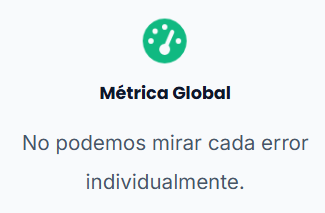 Métrica Global
No podemos mirar cada error
individualmente.